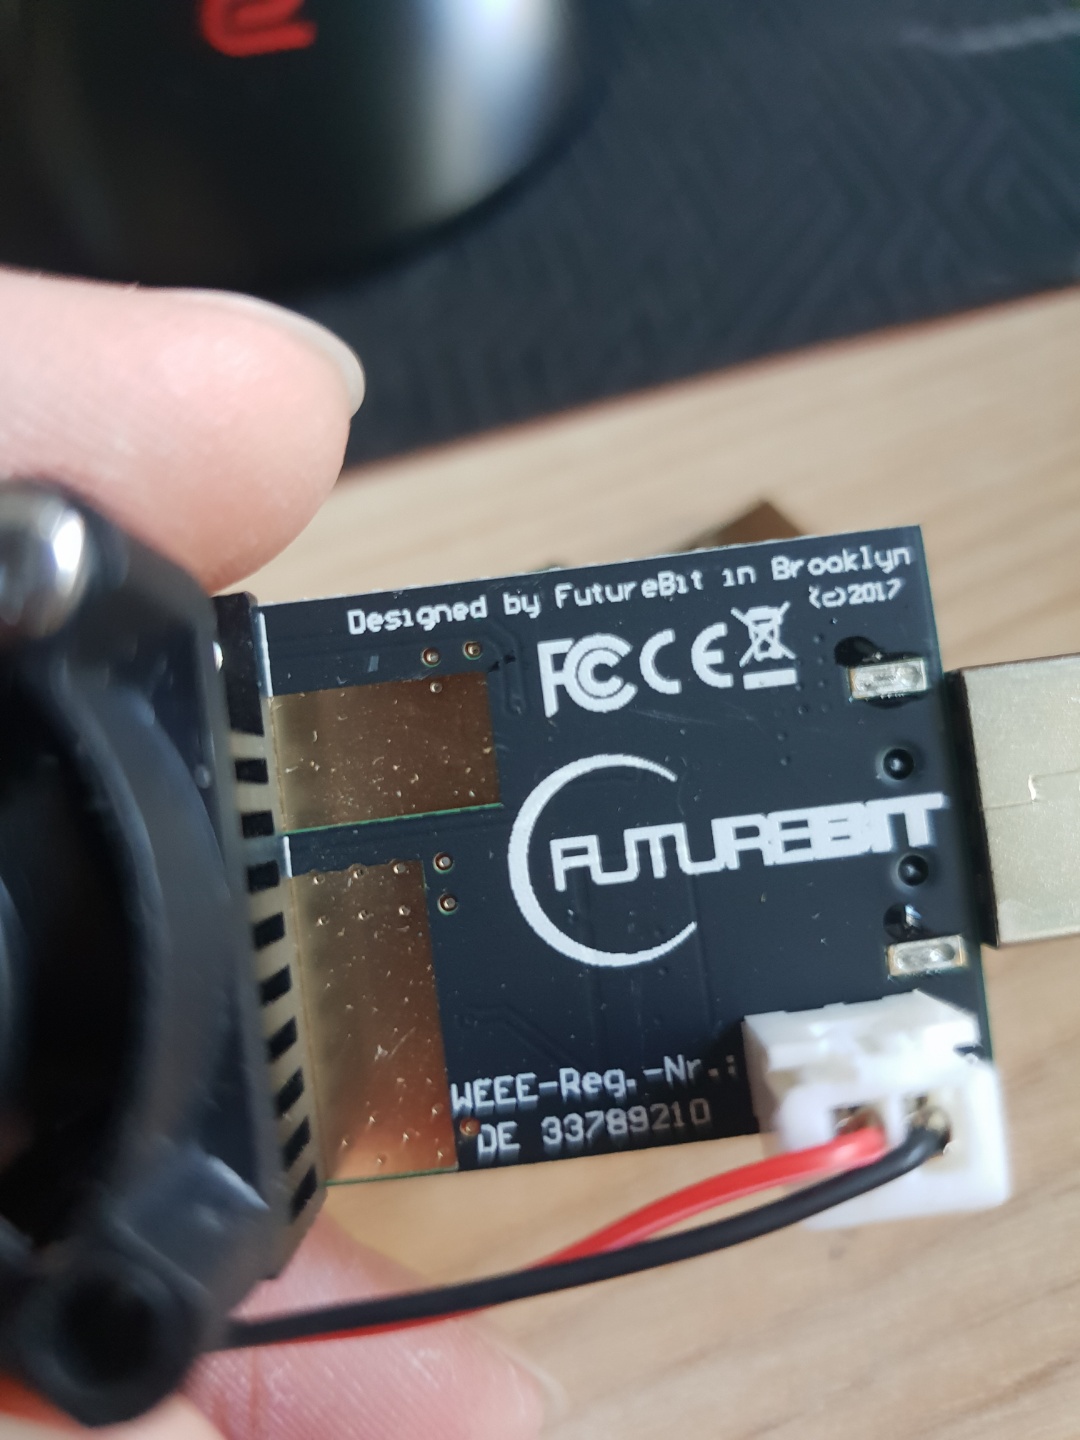 Designed by FutureBit in Brooklyn
(c)2017
FC CE
FUTUREBIT
WEEE-Reg.-Nr.:
DE 33789210